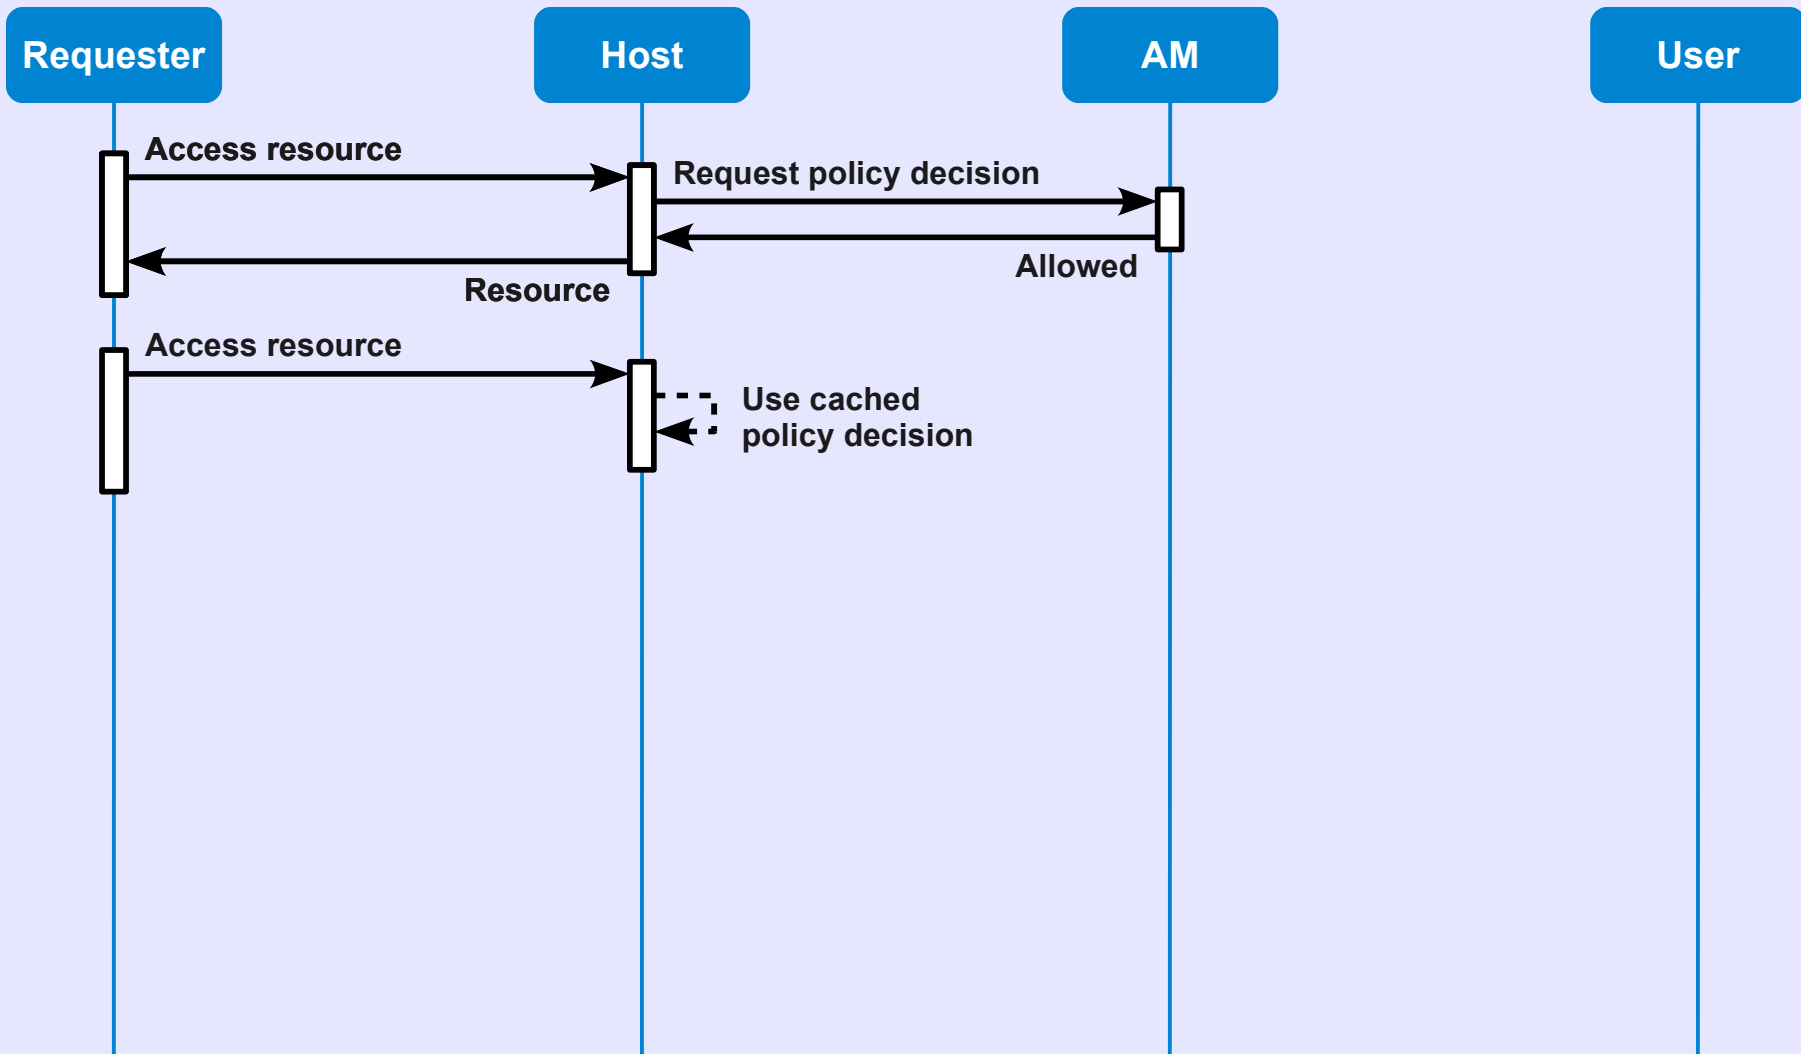 Requester
Host
AM
User
Access resource
Request policy decision
Allowed
Resource
Access resource
Use cached
policy decision